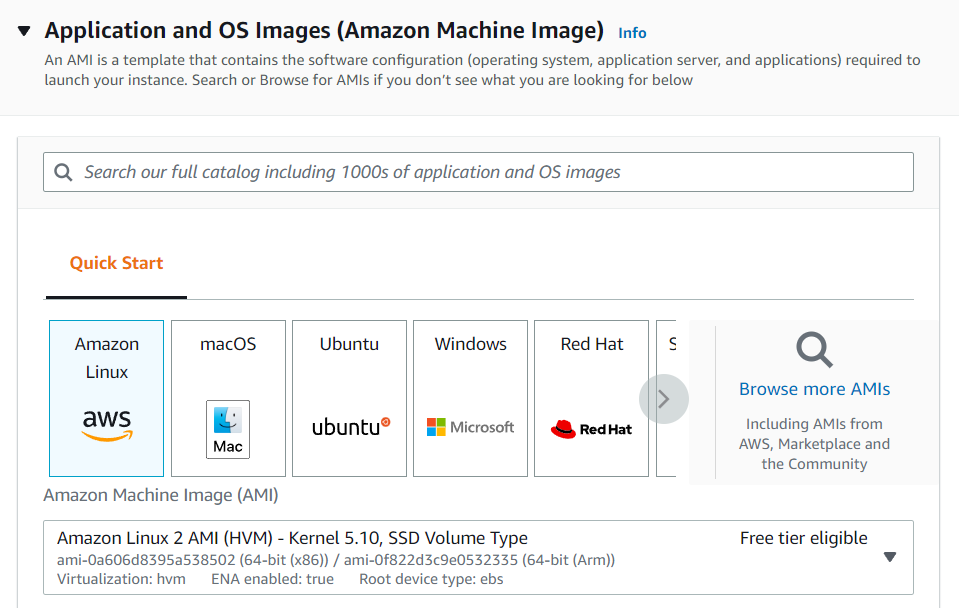 Application and OS Images (Amazon Machine Image) Info
An AMI is a template that contains the software configuration (operating system, application server, and applications) required to
launch your instance. Search or Browse for AMIs if you don’t see what you are looking for below
Search our full catalog including 1000s of application and OS images
Quick Start
Amazon
Linux
aws
macOS
Mac
Ubuntu
ubuntu
Windows
Microsoft
Red Hat
Red Hat
S
Browse more AMIs
Including AMIs from
AWS, Marketplace and
the Community
Amazon Machine Image (AMI)
Amazon Linux 2 AMI (HVM) - Kernel 5.10, SSD Volume Type
Free tier eligible
ami-0a606d8395a538502 (64-bit (x86)) / ami-0f822d3c9e0532335 (64-bit (Arm))
Virtualization: hvm ENA enabled: true Root device type: ebs